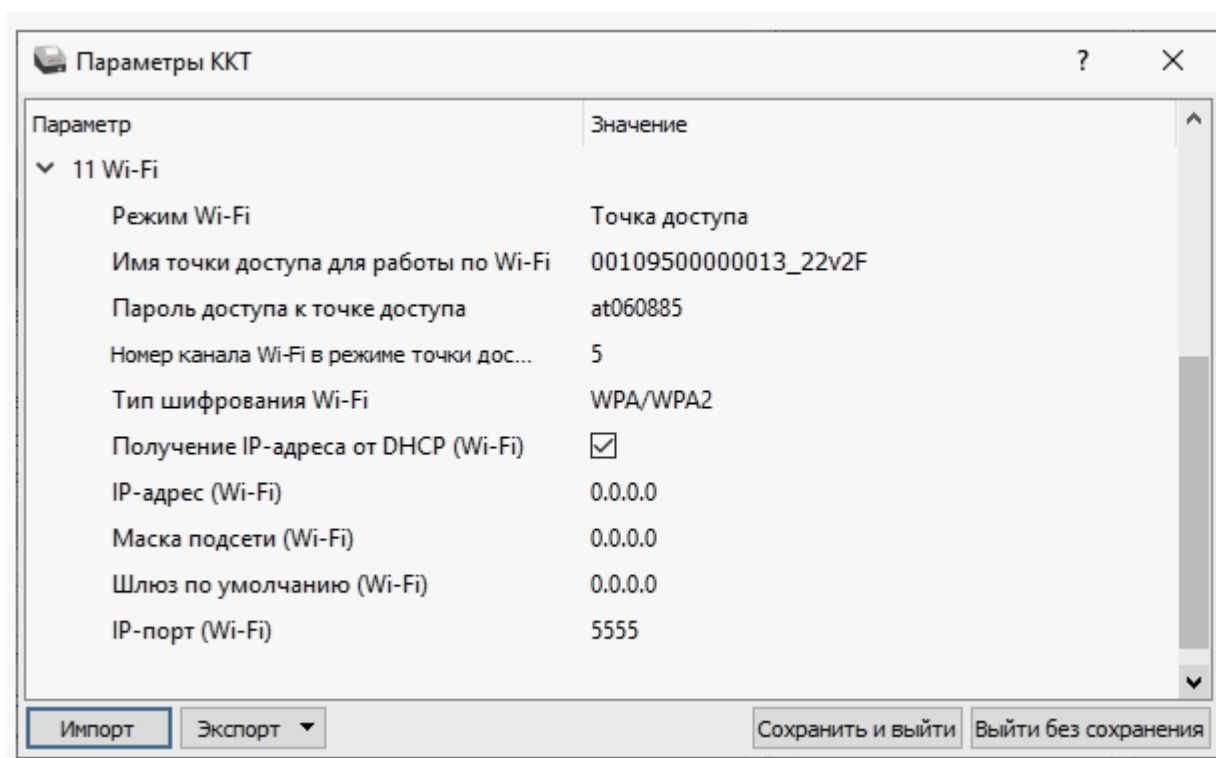 Параметры ККТ ?
Параметр Значение
11 Wi-Fi
Режим Wi-Fi Точка доступа
Имя точки доступа для работы по Wi-Fi 00109500000013_22v2F
Пароль доступа к точке доступа at060885
Номер канала Wi-Fi в режиме точки дос... 5
Тип шифрования Wi-Fi WPA/WPA2
Получение IP-адреса от DHCP (Wi-Fi)
IP-адрес (Wi-Fi) 0.0.0.0
Маска подсети (Wi-Fi) 0.0.0.0
Шлюз по умолчанию (Wi-Fi) 0.0.0.0
IP-порт (Wi-Fi) 5555
Импорт Экспорт Сохранить и выйти Выйти без сохранения